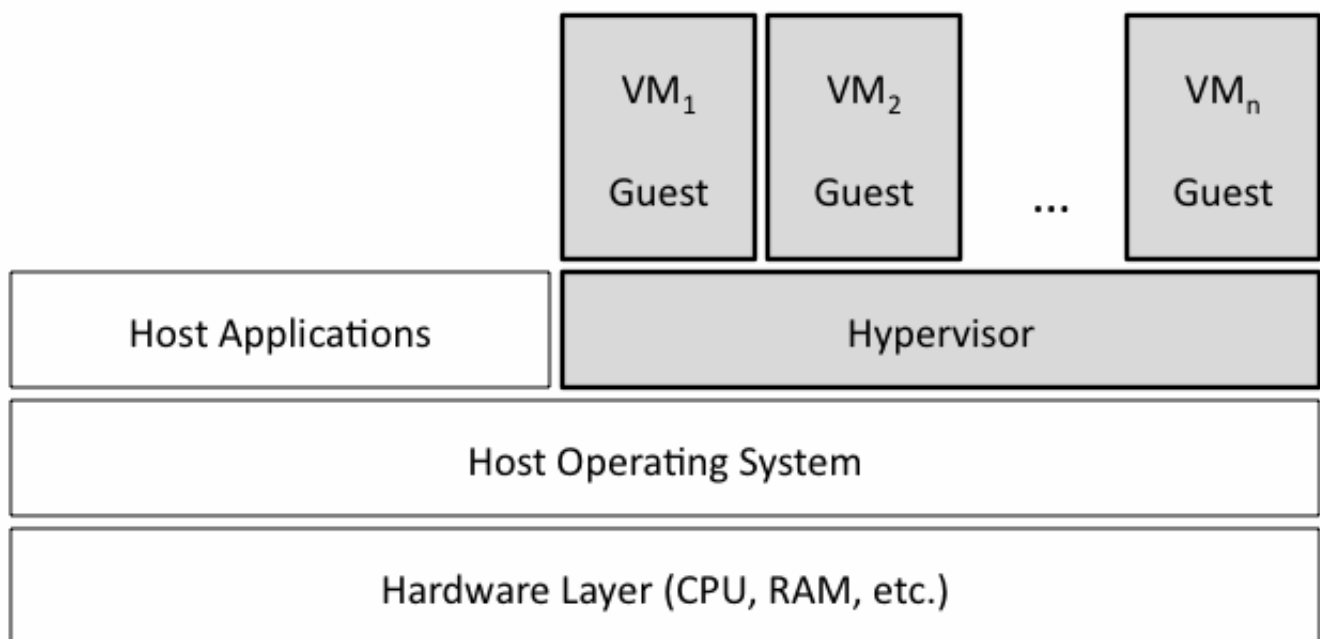 VM1
VM2
VMn
Guest
Guest
...
Guest
Host Applications
Hypervisor
Host Operating System
Hardware Layer (CPU, RAM, etc.)